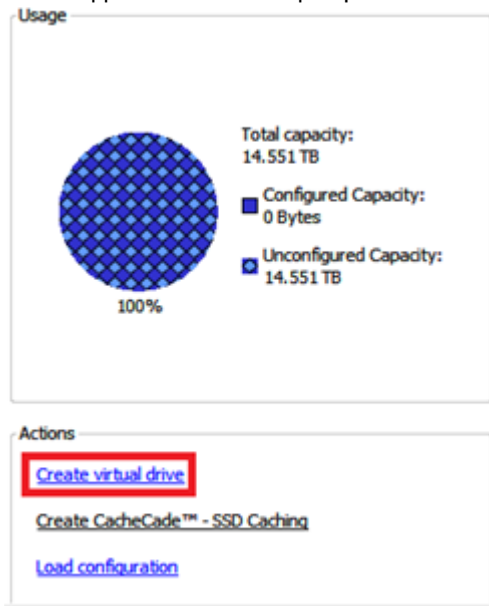 Usage
Total capacity:
14.551 TB
Configured Capacity:
0 Bytes
Unconfigured Capacity:
14.551 TB
100%
Actions
Create virtual drive
Create CacheCade™ - SSD Caching
Load configuration